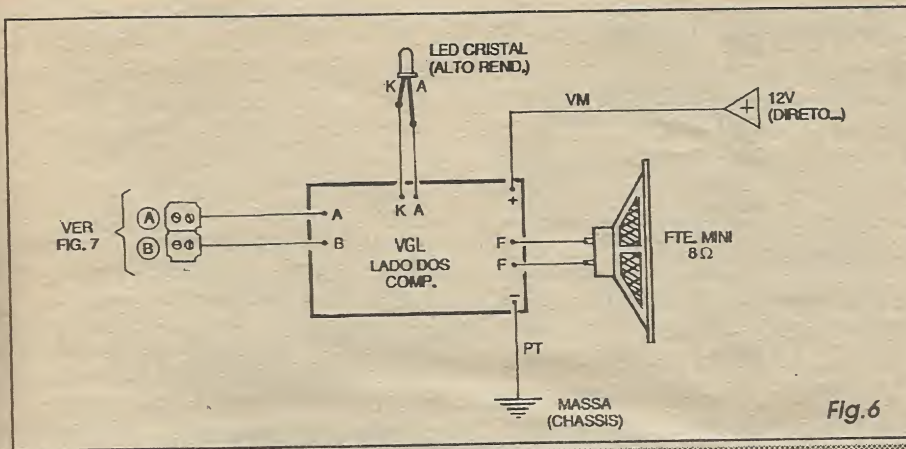 LED CRISTAL
(ALTO REND.)
K A
VM
+
12V
(DIRETO...)
VER
FIG. 7
A
B
A
B
K A
+
VGL
LADO DOS
COMP.
F
F
FTE. MINI
8Ω
PT
MASSA
(CHASSIS)
Fig.6